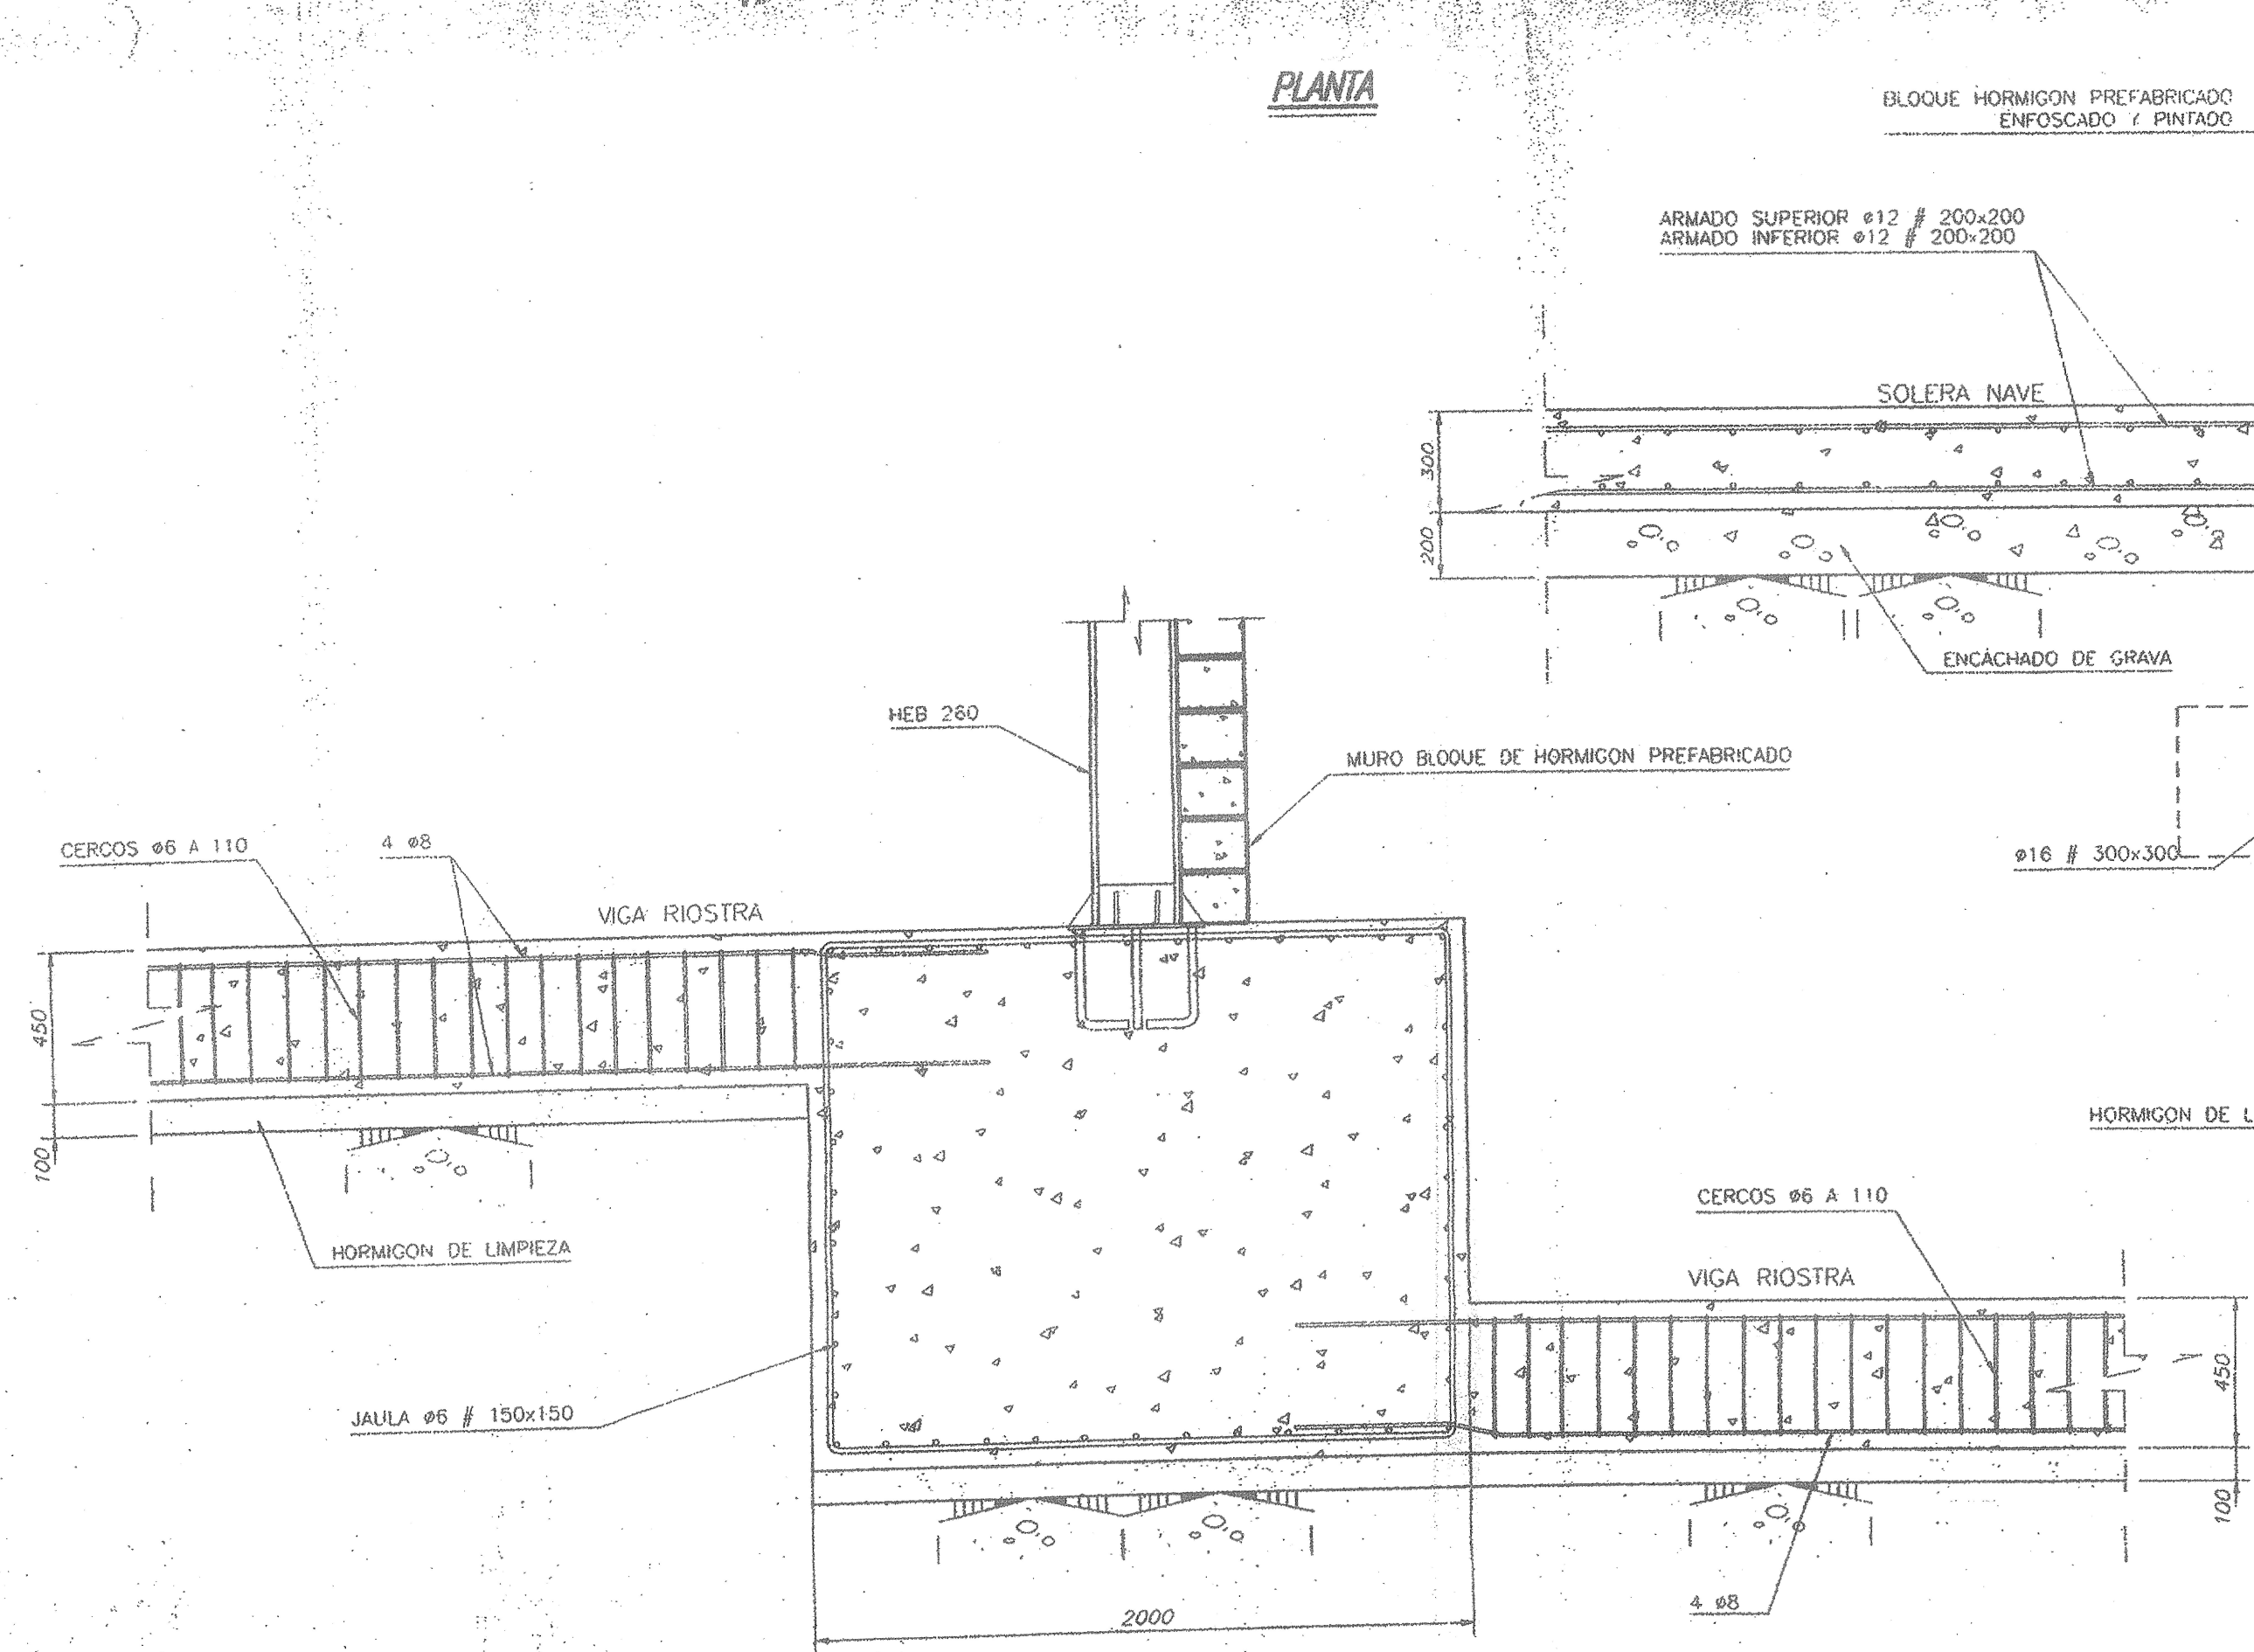 PLANTA
BLOQUE HORMIGON PREFABRICADO
ENFOSCADO Y PINTADO
ARMADO SUPERIOR ø12 # 200x200
ARMADO INFERIOR ø12 # 200x200
SOLERA NAVE
300
200
ENCACHADO DE GRAVA
HEB 260
MURO BLOQUE DE HORMIGON PREFABRICADO
ø16 # 300x300
CERCOS ø6 A 110
4 ø8
VIGA RIOSTRA
450
100
HORMIGON DE LIMPIEZA
HORMIGON DE L
CERCOS ø6 A 110
VIGA RIOSTRA
JAULA ø6 # 150x150
450
100
4 ø8
2000